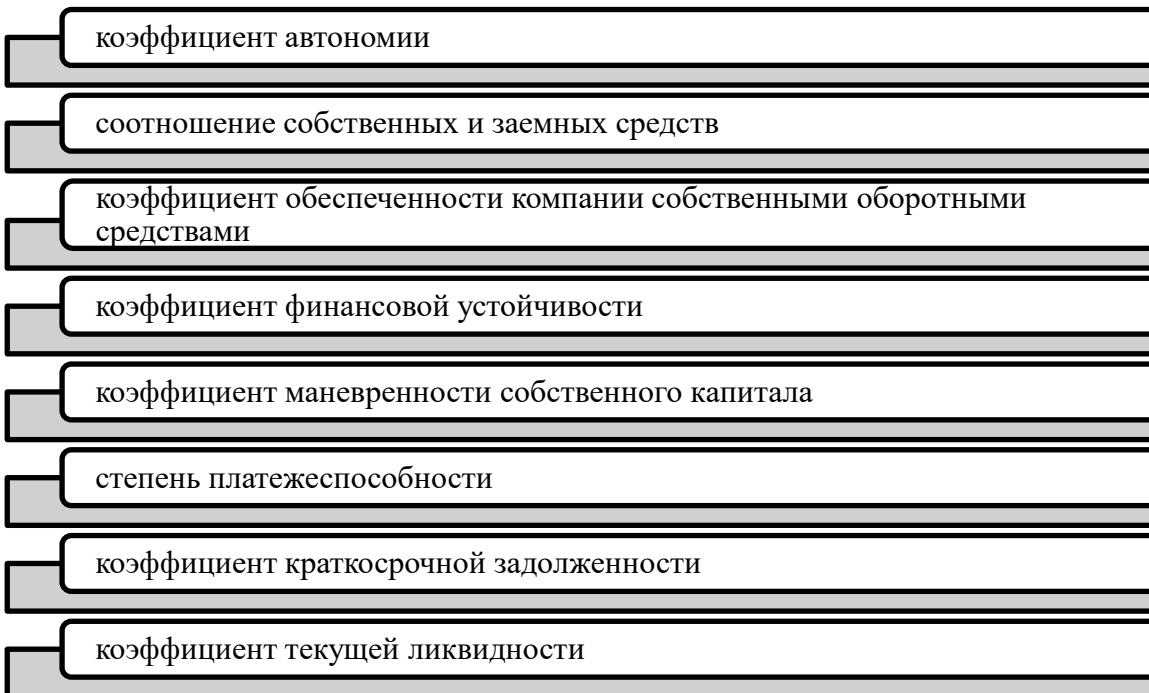 коэффициент автономии
соотношение собственных и заемных средств
коэффициент обеспеченности компании собственными оборотными
средствами
коэффициент финансовой устойчивости
коэффициент маневренности собственного капитала
степень платежеспособности
коэффициент краткосрочной задолженности
коэффициент текущей ликвидности